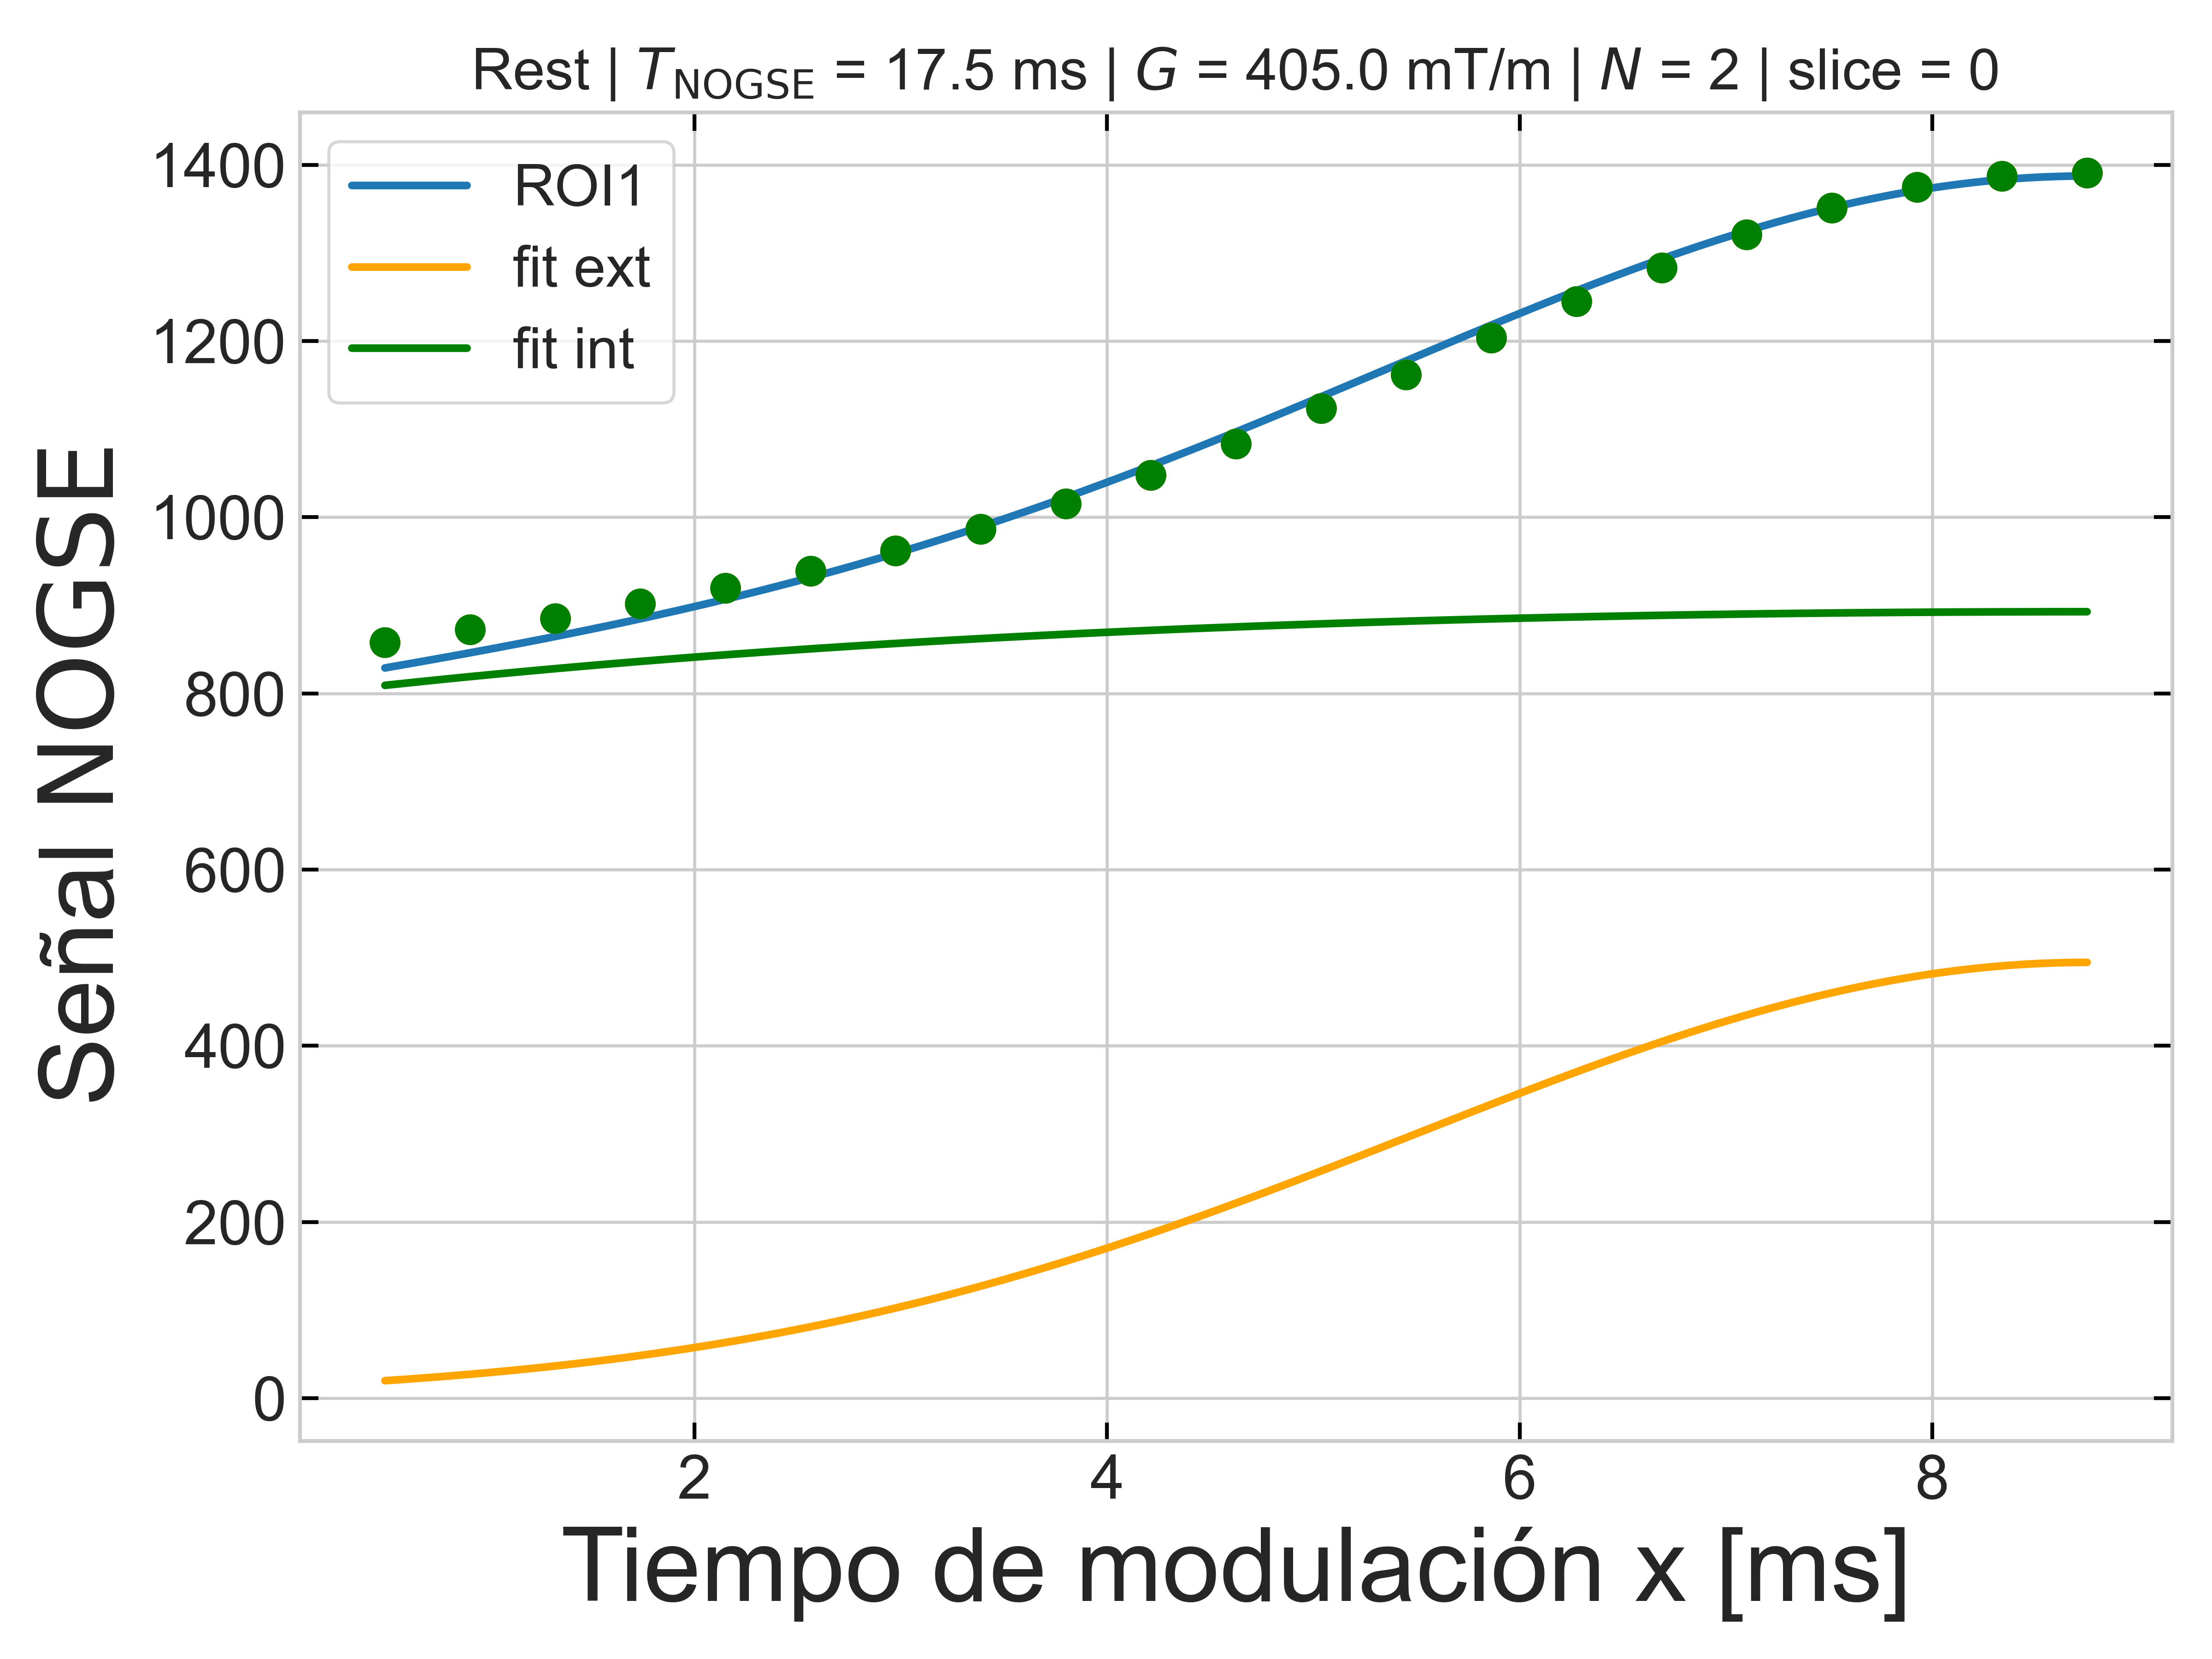 Rest | T_NOGSE = 17.5 ms | G = 405.0 mT/m | N = 2 | slice = 0
ROI1
fit ext
fit int
Señal NOGSE
1400
1200
1000
800
600
400
200
0
2 4 6 8
Tiempo de modulación x [ms]